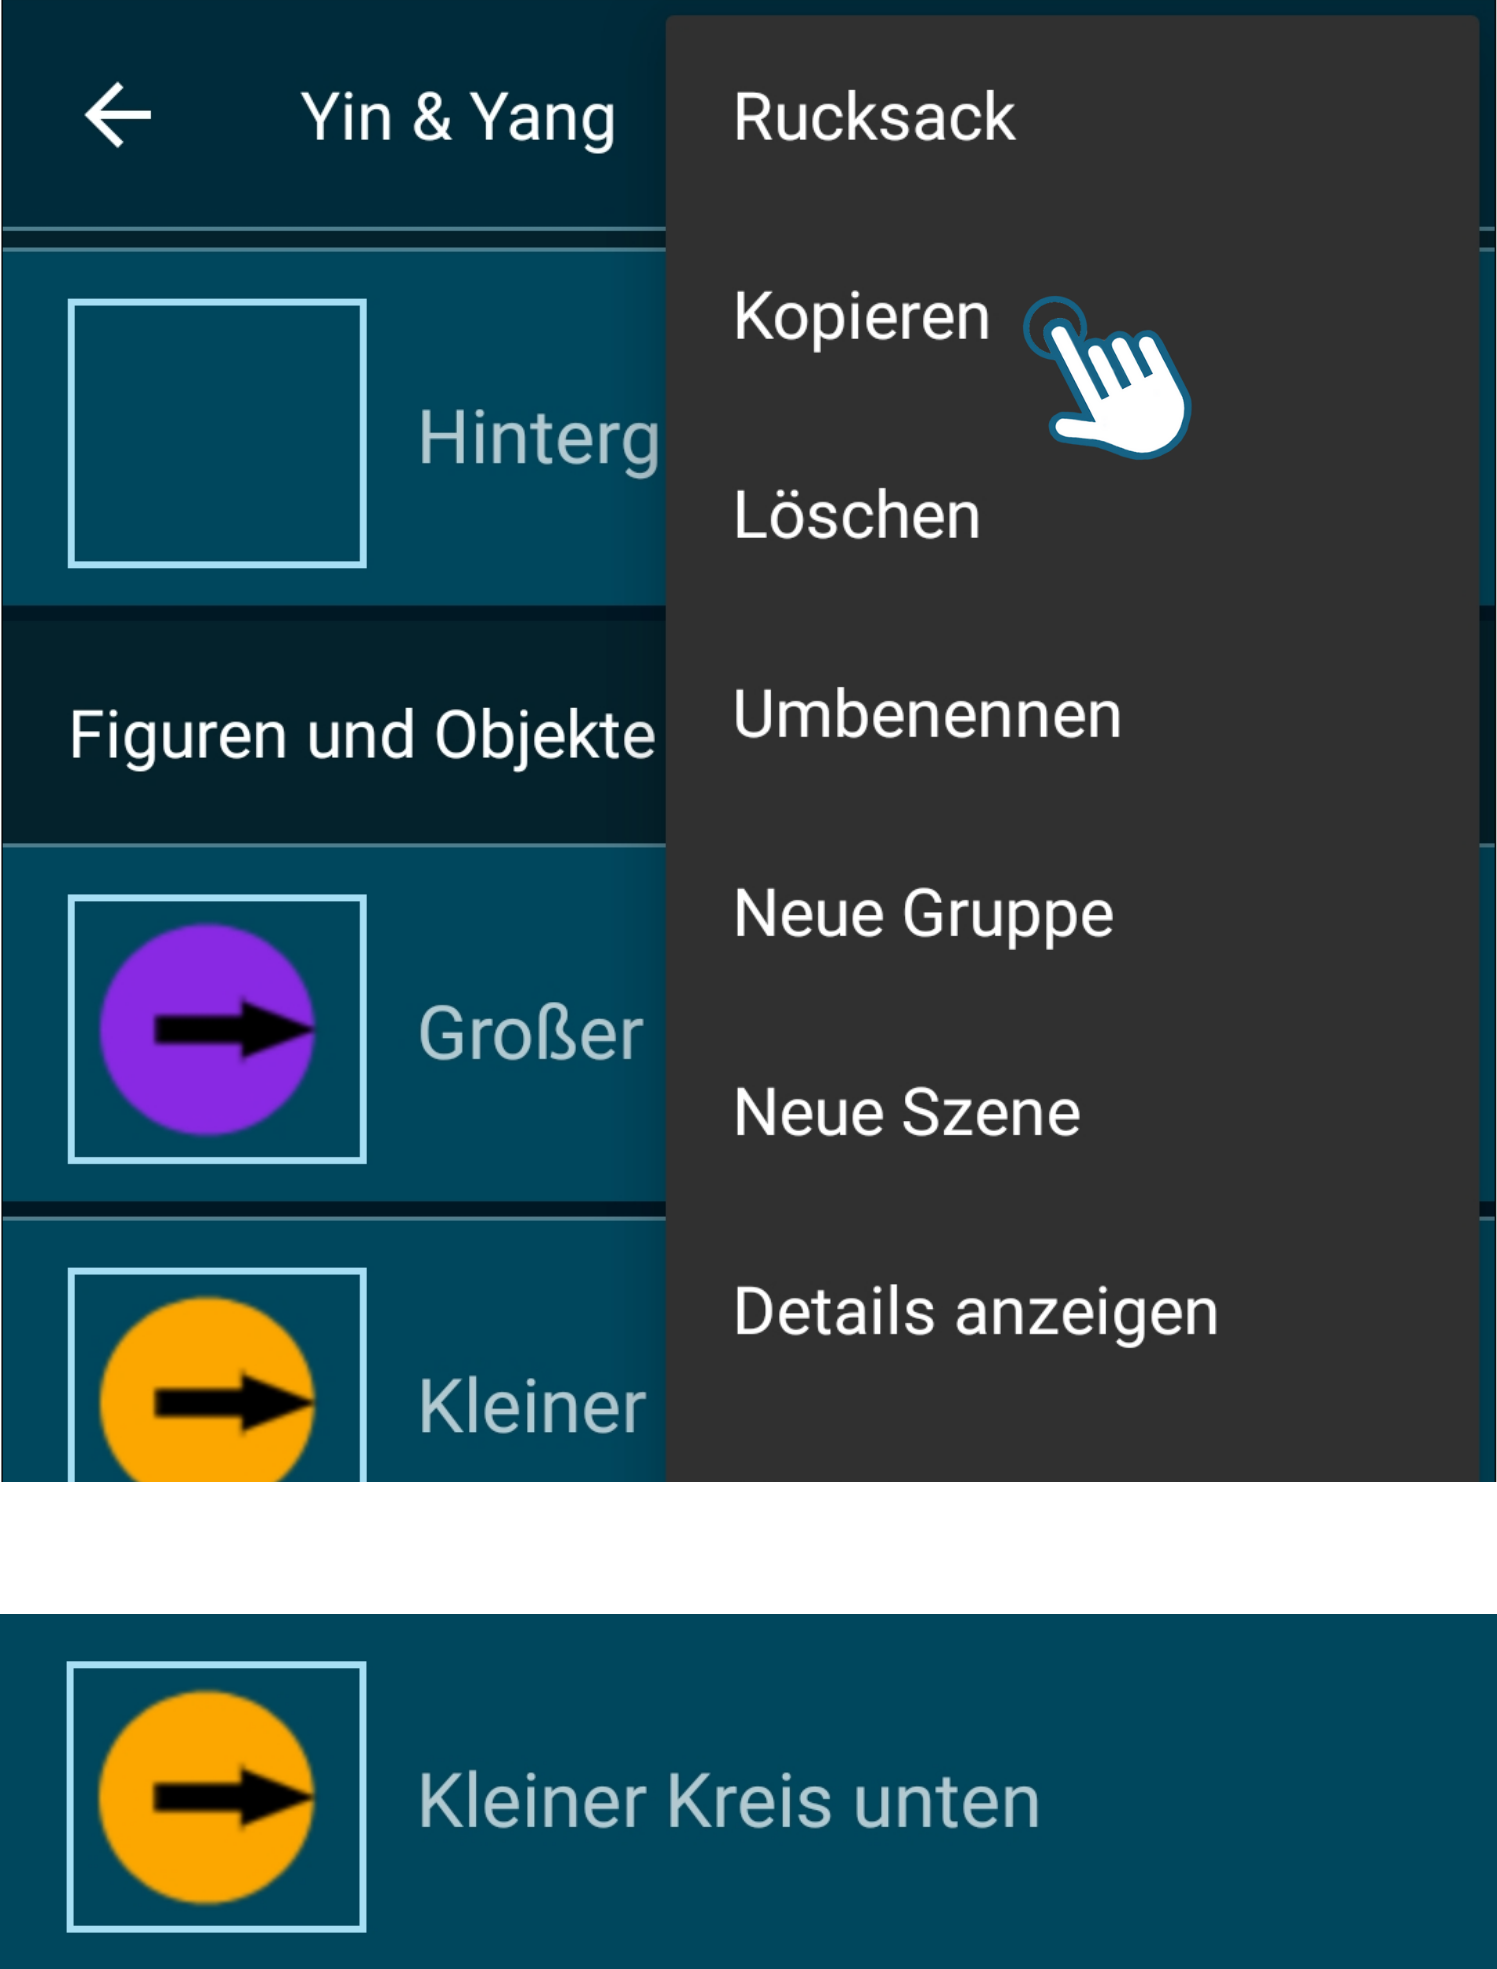 Yin & Yang
Rucksack
Kopieren
Hinterg
Löschen
Figuren und Objekte
Umbenennen
Neue Gruppe
Großer
Neue Szene
Details anzeigen
Kleiner
Kleiner Kreis unten